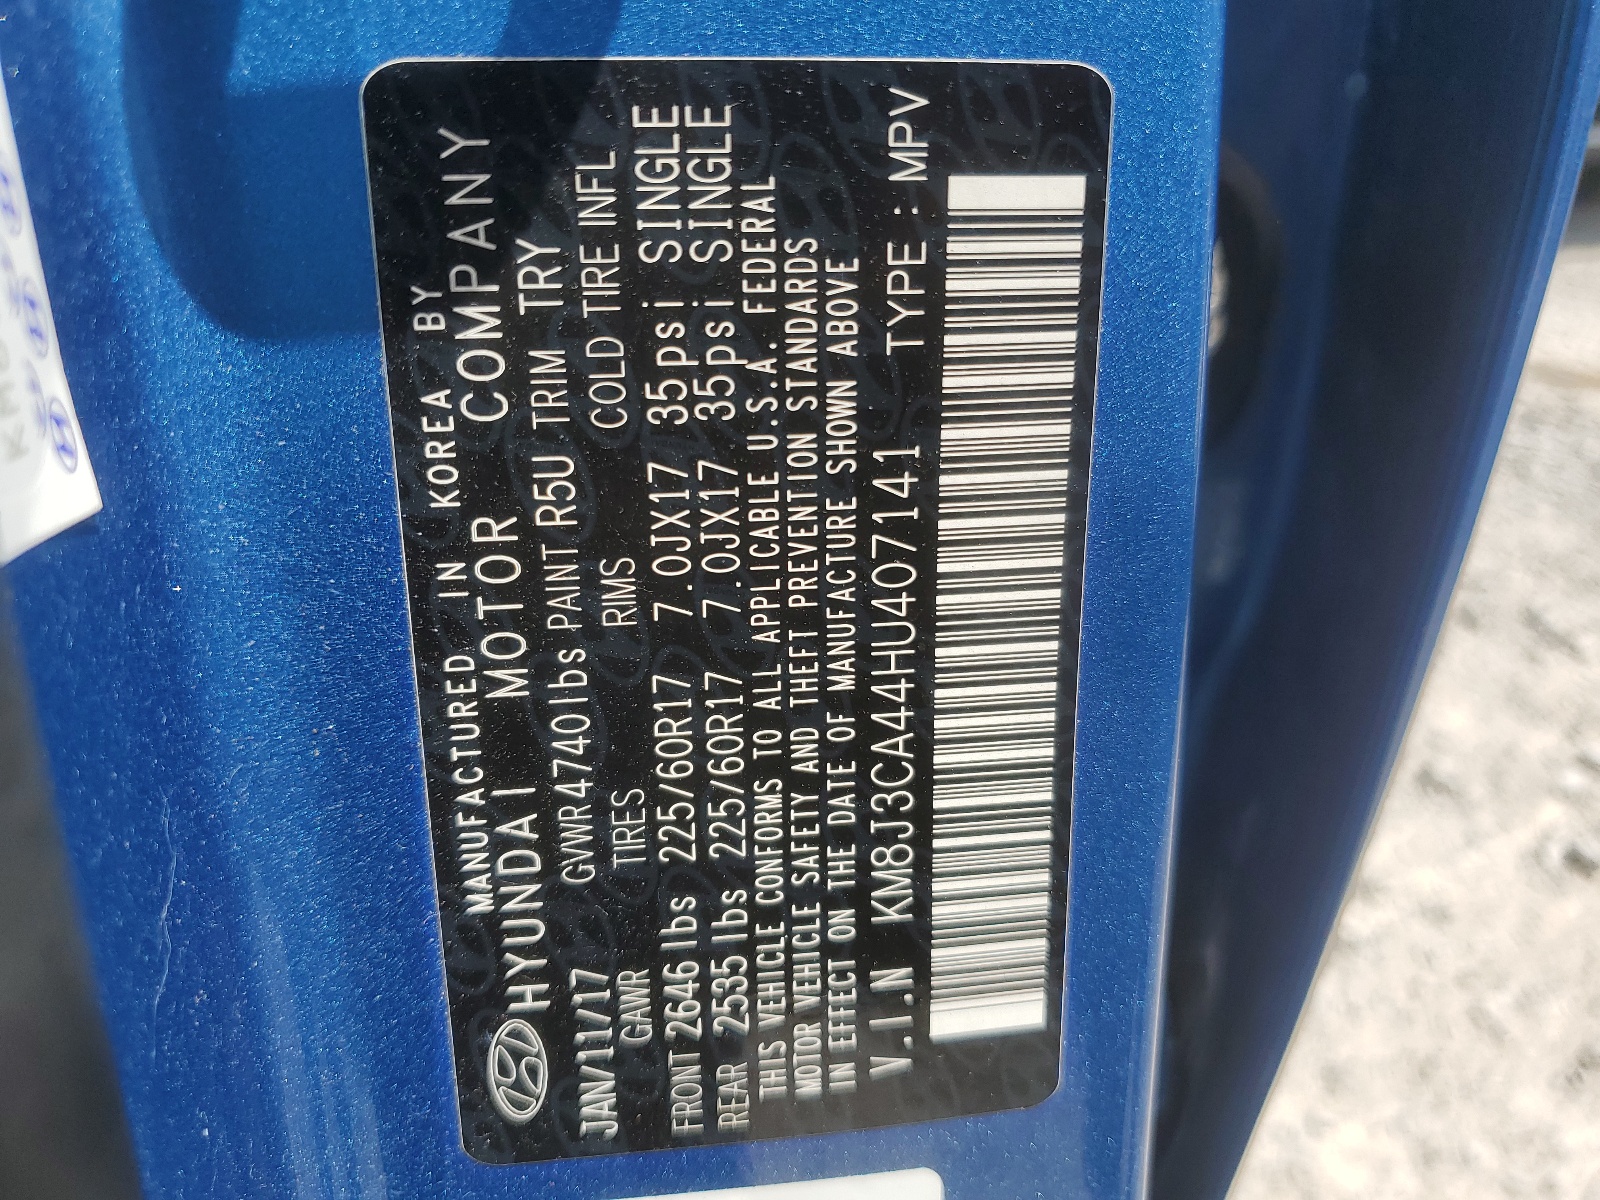 MANUFACTURED IN KOREA BY
HYUNDAI MOTOR COMPANY
JAN/11/17 GVWR4740lbs PAINT R5U TRIM TRY
GAWR TIRES RIMS COLD TIRE INFL
FRONT 2646 lbs 225/60R17 7.0JX17 35psi SINGLE
REAR 2535 lbs 225/60R17 7.0JX17 35psi SINGLE
THIS VEHICLE CONFORMS TO ALL APPLICABLE U.S.A. FEDERAL
MOTOR VEHICLE SAFETY AND THEFT PREVENTION STANDARDS
IN EFFECT ON THE DATE OF MANUFACTURE SHOWN ABOVE
V.I.N KM8J3CA44HU407141 TYPE : MPV